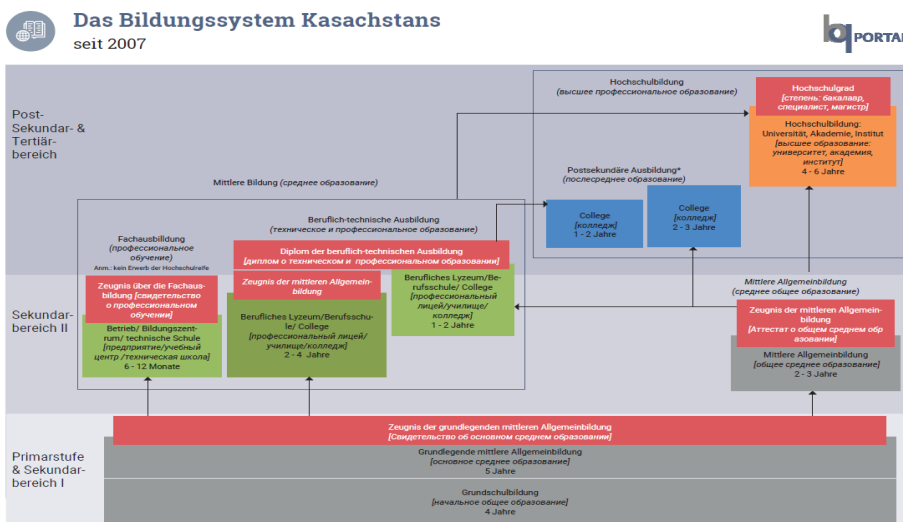 Das Bildungssystem Kasachstans
seit 2007
bq PORTAL
Post-
Sekundar- &
Tertiär-
bereich
Hochschulbildung
(высшее профессиональное образование)
Hochschulgrad
[степень: бакалавр,
специалист, магистр]
Hochschulbildung:
Universität, Akademie, Institut
[высшее образование:
университет, академия,
институт]
4 - 6 Jahre
Postsekundäre Ausbildung*
(послесреднее образование)
College
[колледж]
1 - 2 Jahre
College
[колледж]
2 - 3 Jahre
Mittlere Bildung (среднее образование)
Beruflich-technische Ausbildung
(техническое и профессиональное образование)
Fachausbilldung
(профессиональное
обучение)
Anm.: kein Erwerb der Hochschulreife
Diplom der beruflich-technischen Ausbildung
[диплом о техническом и профессиональном образовании]
Sekundar-
bereich II
Zeugnis über die Fachaus-
bildung [свидетельство
о профессиональном
обучении]
Betrieb/ Bildungszent-
rum/ technische Schule
[предприятие/учебный
центр /техническая школа]
6 - 12 Monate
Zeugnis der mittleren Allgemein-
bildung
Berufliches Lyzeum/Berufsschu-
le/ College
[профессиональный лицей/
училище/колледж]
2 - 4 Jahre
Berufliches Lyzeum/Be-
rufsschule/ College
[профессиональный
лицей/училище/
колледж]
1 - 2 Jahre
Mittlere Allgemeinbildung
(среднее общее образование)
Zeugnis der mittleren Allgemein-
bildung
[Аттестат о общем среднем обр
азовании]
Mittlere Allgemeinbildung
[общее среднее образование]
2 - 3 Jahre
Primarstufe
& Sekundar-
bereich I
Zeugnis der grundlegenden mittleren Allgemeinbildung
[Свидетельство об основном среднем образовании]
Grundlegende mittlere Allgemeinbildung
[основное среднее образование]
5 Jahre
Grundschulbildung
[начальное общее образование]
4 Jahre